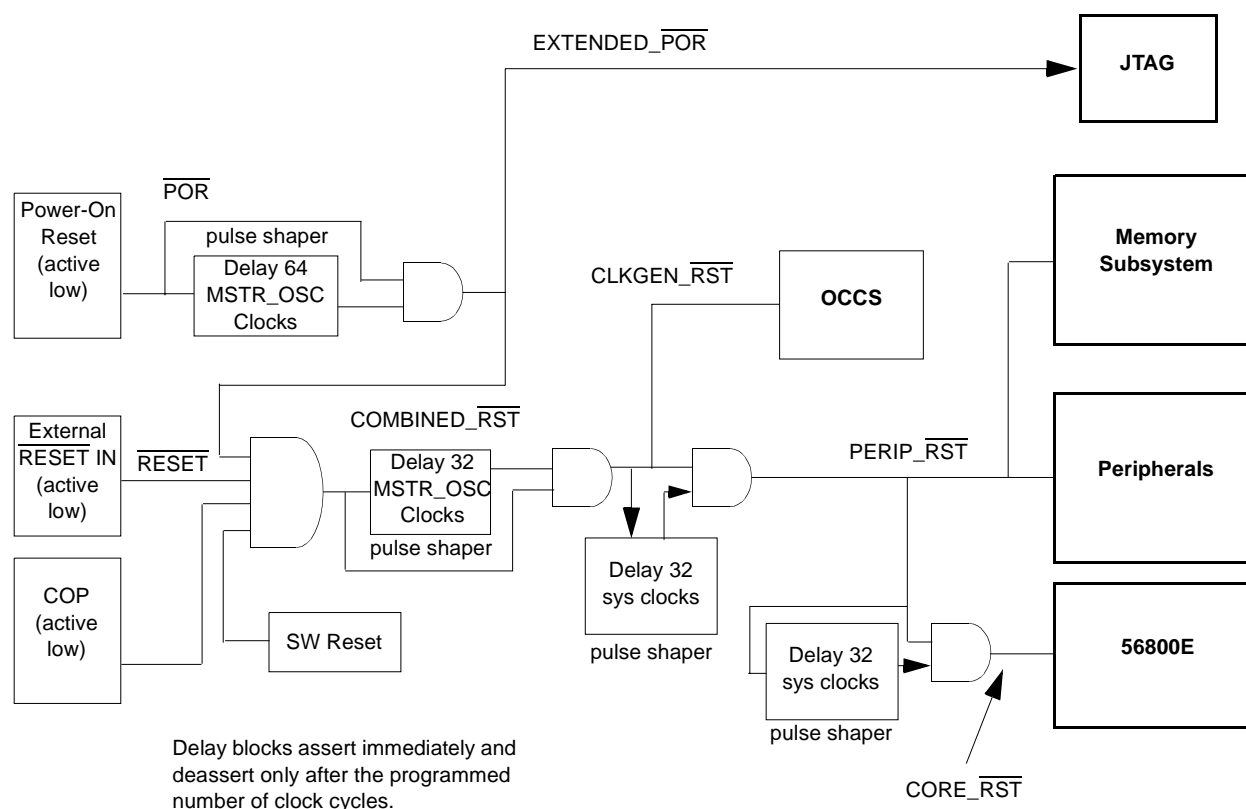 EXTENDED_POR
JTAG
POR
Power-On
Reset
(active
low)
pulse shaper
Delay 64
MSTR_OSC
Clocks
CLKGEN_RST
OCCS
Memory
Subsystem
External
RESET IN
(active
low)
RESET
COMBINED_RST
Delay 32
MSTR_OSC
Clocks
pulse shaper
PERIP_RST
Peripherals
COP
(active
low)
SW Reset
Delay 32
sys clocks
pulse shaper
Delay 32
sys clocks
pulse shaper
56800E
CORE_RST
Delay blocks assert immediately and
deassert only after the programmed
number of clock cycles.